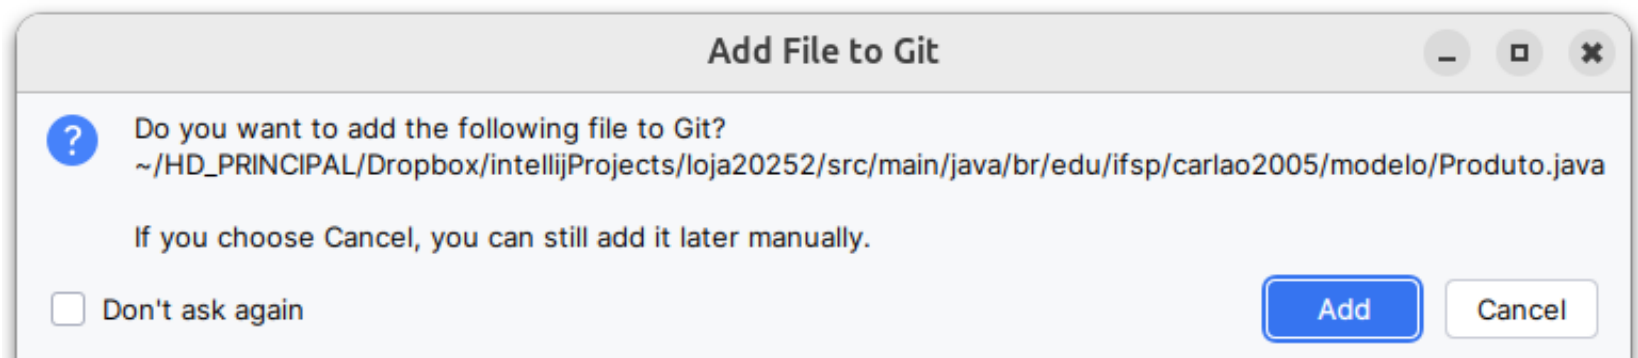 Add File to Git
Do you want to add the following file to Git?
~/HD_PRINCIPAL/Dropbox/intellijProjects/loja20252/src/main/java/br/edu/ifsp/carlao2005/modelo/Produto.java
If you choose Cancel, you can still add it later manually.
Don't ask again
Add
Cancel